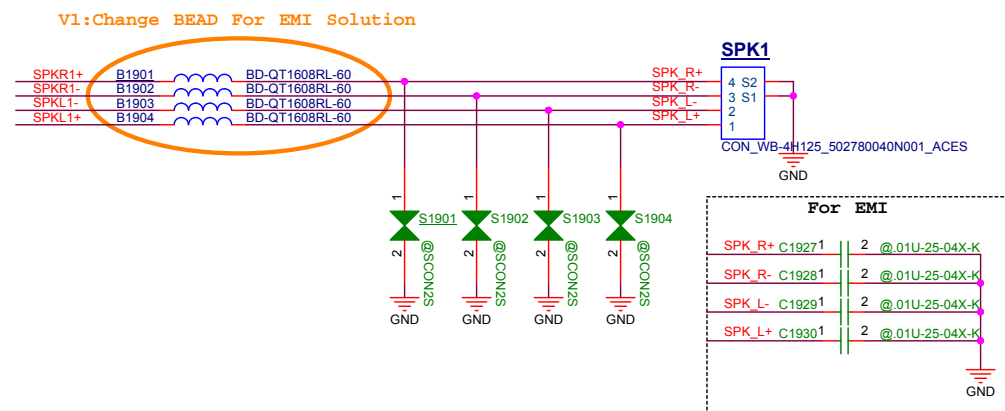 V1:Change BEAD For EMI Solution
SPK1
SPKR1+ B1901 BD-QT1608RL-60 SPK_R+ 4 S2
SPKR1- B1902 BD-QT1608RL-60 SPK_R- 3 S1
SPKL1- B1903 BD-QT1608RL-60 SPK_L- 2
SPKL1+ B1904 BD-QT1608RL-60 SPK_L+ 1
CON_WB-4H125_502780040N001_ACES
GND
1 1 1 1
S1901 S1902 S1903 S1904
2 2 2 2
@SCON2S @SCON2S @SCON2S @SCON2S
GND GND GND GND
For EMI
SPK_R+ C1927 1 2 @.01U-25-04X-K
SPK_R- C1928 1 2 @.01U-25-04X-K
SPK_L- C1929 1 2 @.01U-25-04X-K
SPK_L+ C1930 1 2 @.01U-25-04X-K
GND